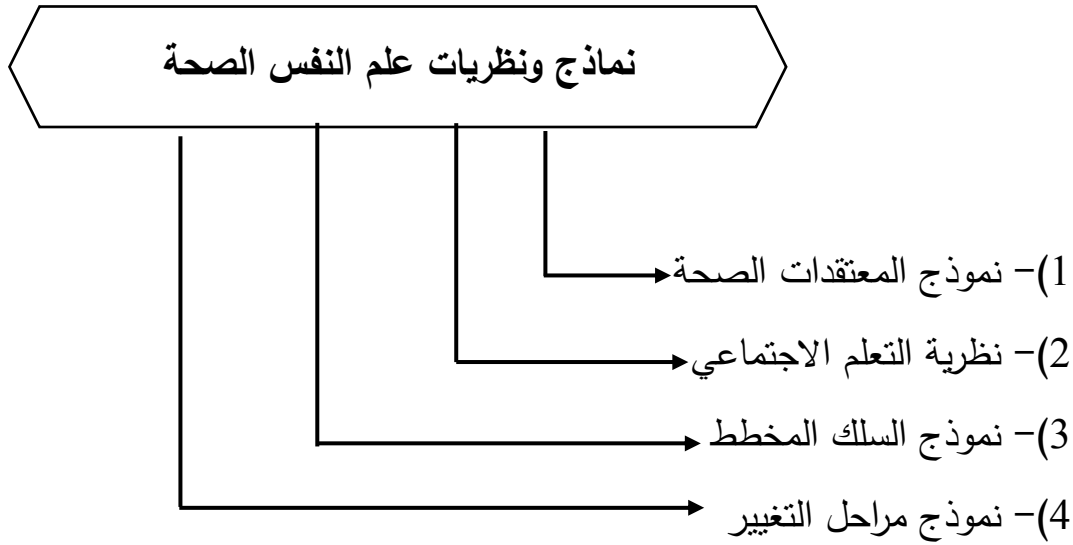 نماذج ونظريات علم النفس الصحة
1)- نموذج المعتقدات الصحة
2)- نظرية التعلم الاجتماعي
3)- نموذج السلك المخطط
4)- نموذج مراحل التغيير